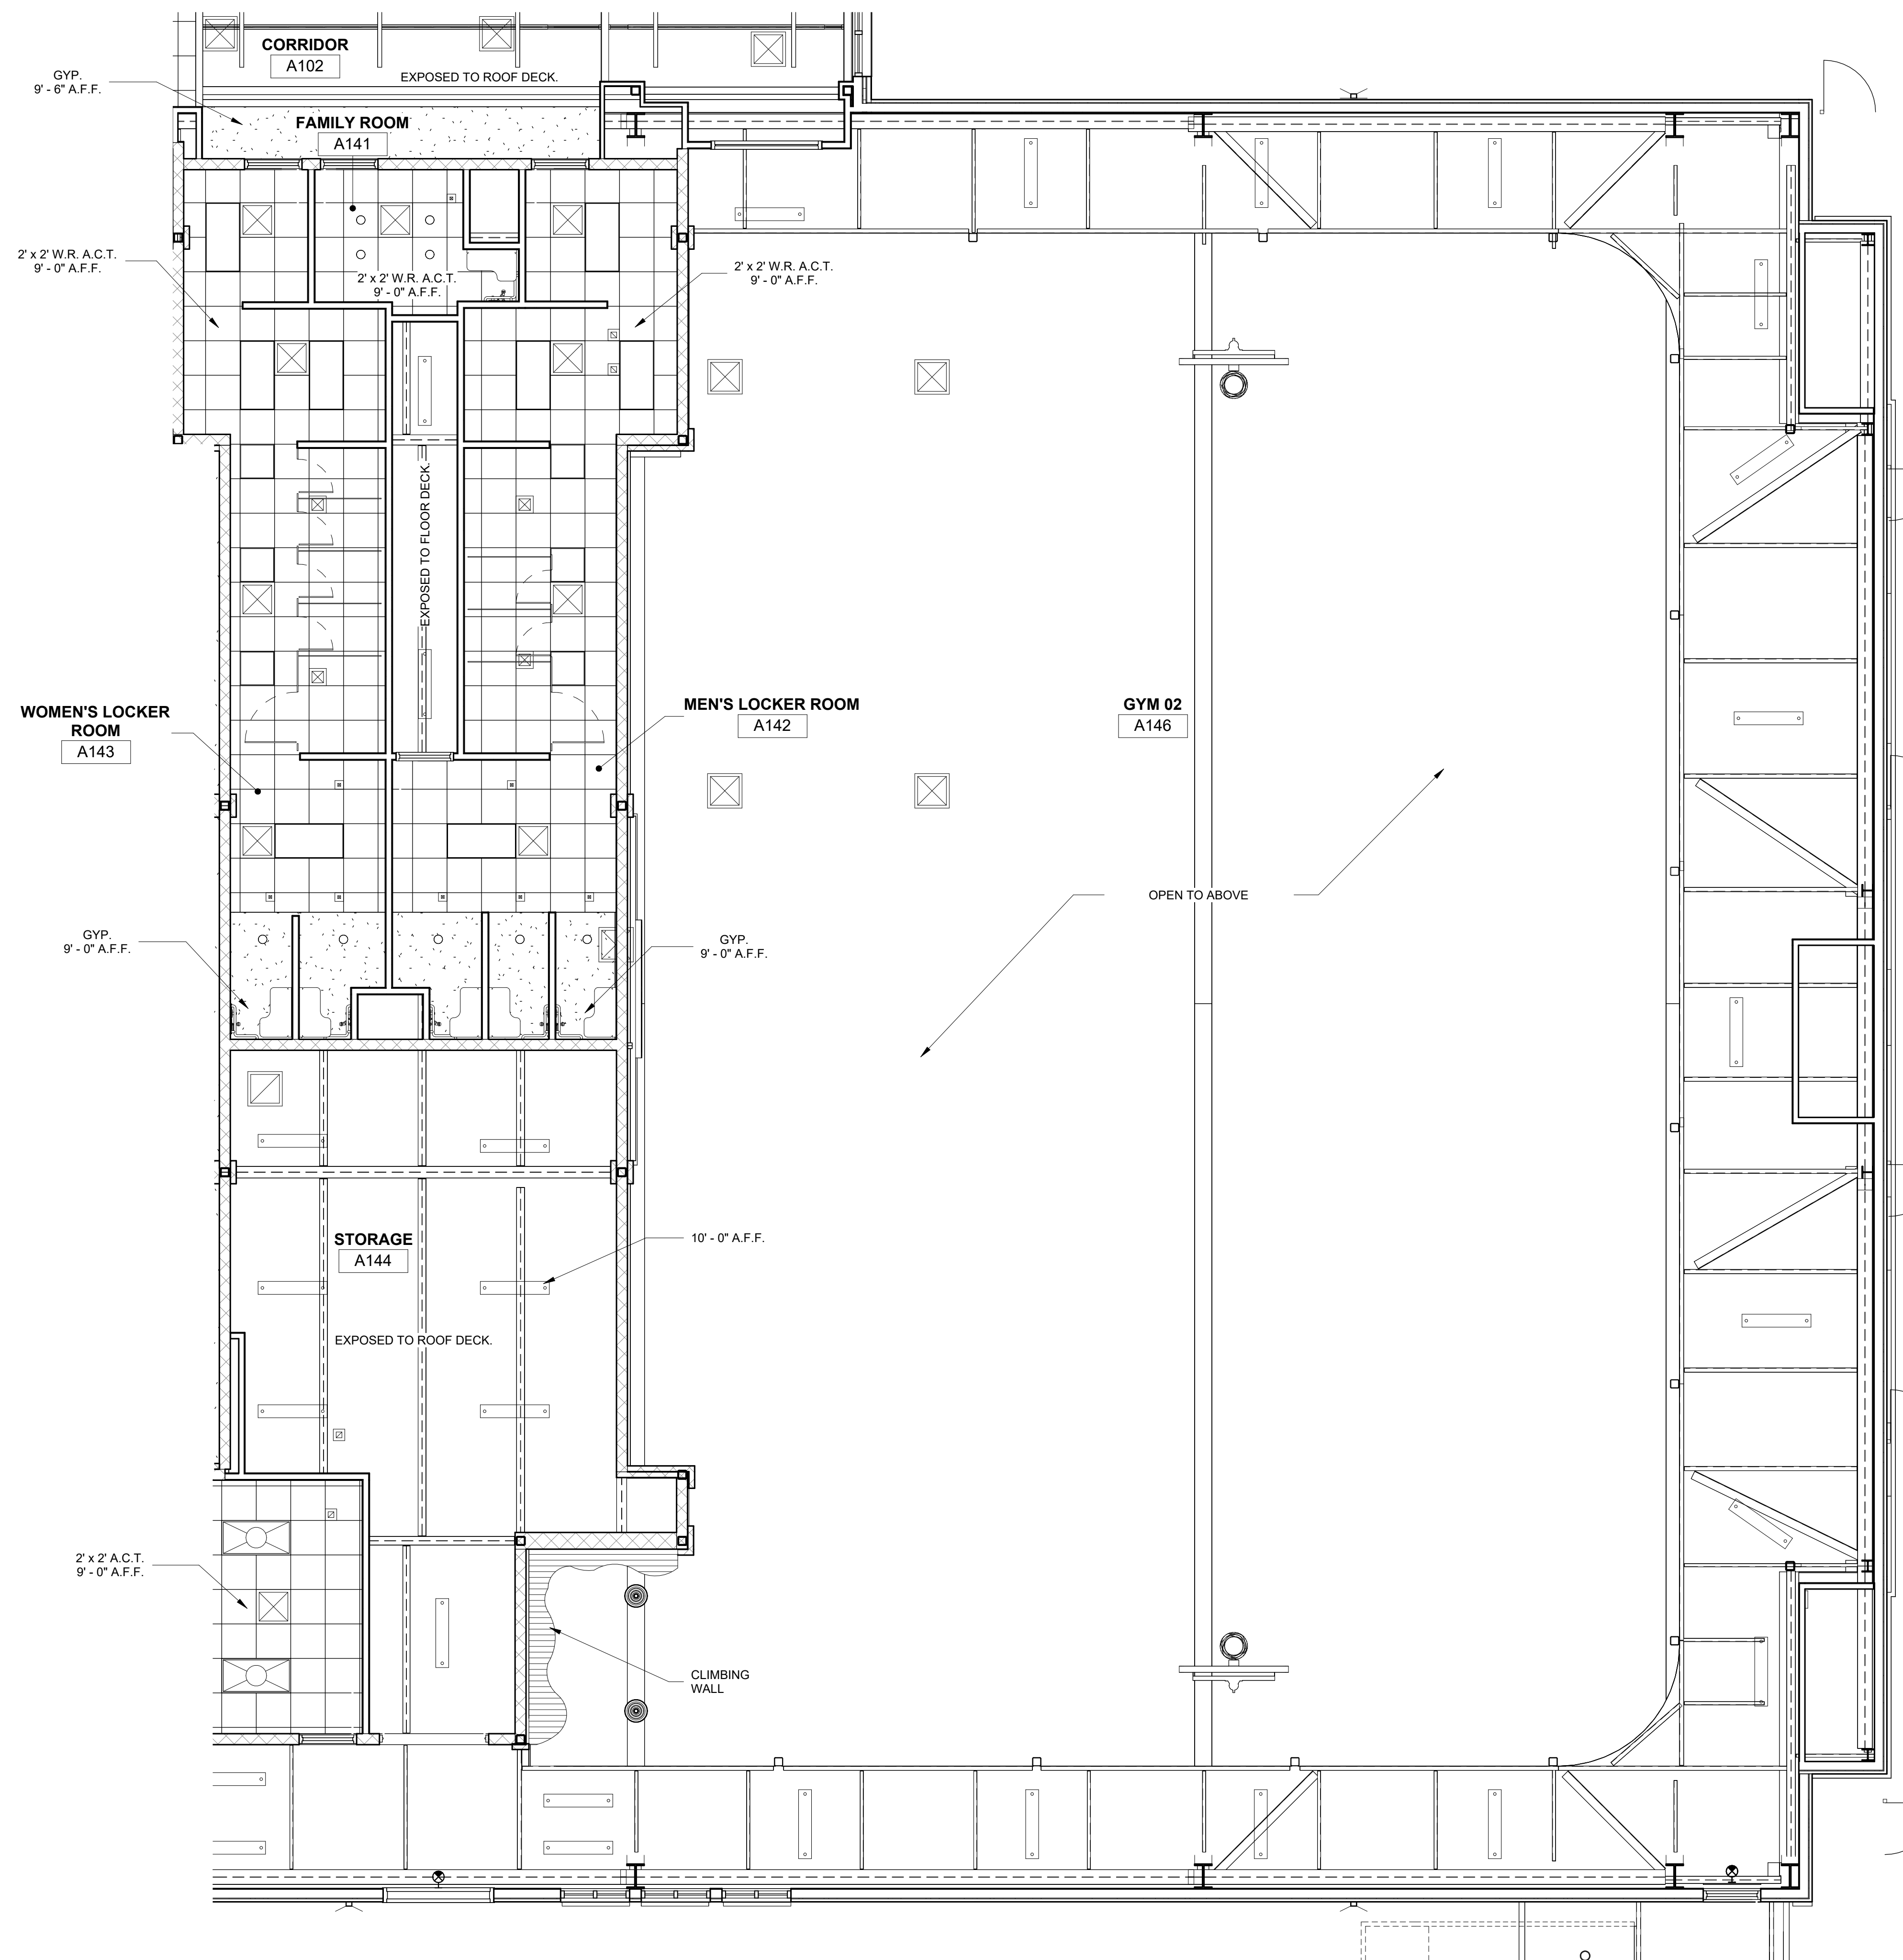 CORRIDOR
A102
GYP.
9' - 6" A.F.F.
EXPOSED TO ROOF DECK.
FAMILY ROOM
A141
2' x 2' W.R. A.C.T.
9' - 0" A.F.F.
2' x 2' W.R. A.C.T.
9' - 0" A.F.F.
2' x 2' W.R. A.C.T.
9' - 0" A.F.F.
EXPOSED TO FLOOR DECK.
WOMEN'S LOCKER
ROOM
A143
MEN'S LOCKER ROOM
A142
GYM 02
A146
OPEN TO ABOVE
GYP.
9' - 0" A.F.F.
GYP.
9' - 0" A.F.F.
STORAGE
A144
10' - 0" A.F.F.
EXPOSED TO ROOF DECK.
2' x 2' A.C.T.
9' - 0" A.F.F.
CLIMBING
WALL